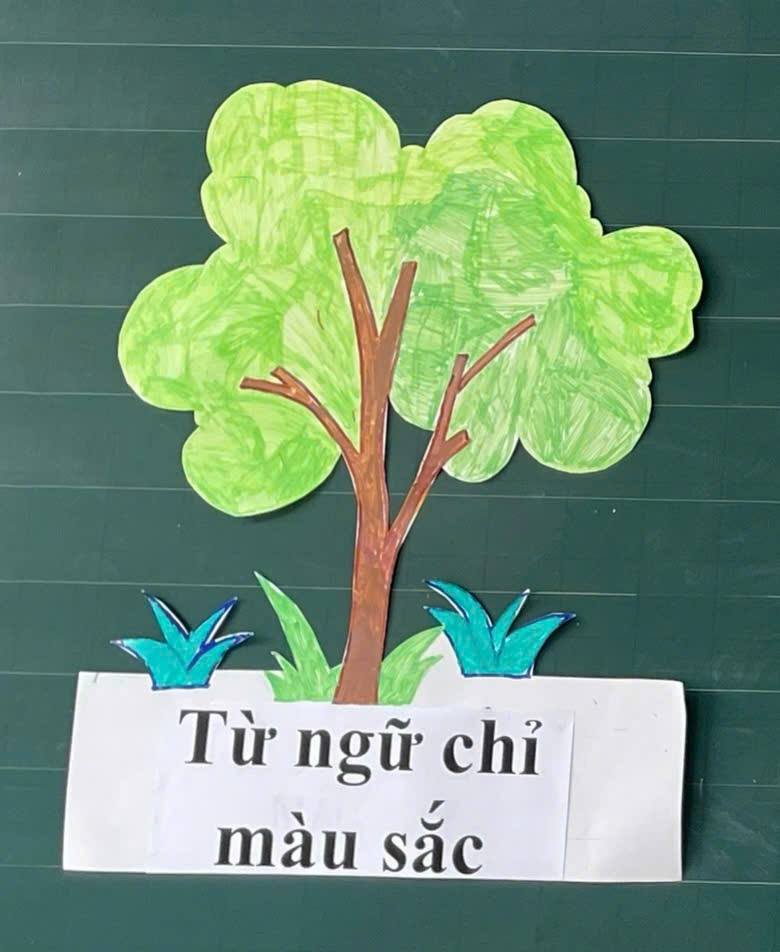 Từ ngữ chỉ
màu sắc